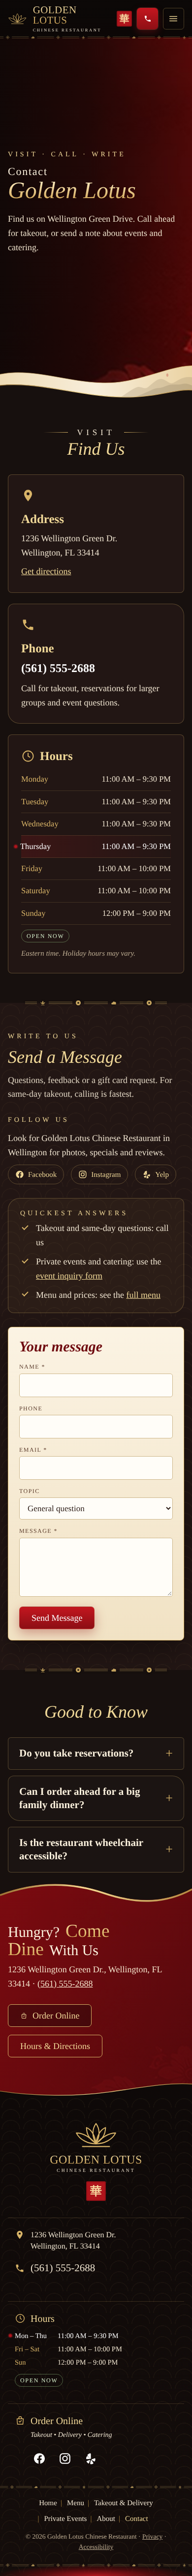 GOLDEN
LOTUS
CHINESE RESTAURANT
華
VISIT · CALL · WRITE
Contact
Golden Lotus
Find us on Wellington Green Drive. Call ahead
for takeout, or send a note about events and
catering.
VISIT
Find Us
Address
1236 Wellington Green Dr.
Wellington, FL 33414
Get directions
Phone
(561) 555-2688
Call for takeout, reservations for larger
groups and event questions.
Hours
Monday 11:00 AM – 9:30 PM
Tuesday 11:00 AM – 9:30 PM
Wednesday 11:00 AM – 9:30 PM
Thursday 11:00 AM – 9:30 PM
Friday 11:00 AM – 10:00 PM
Saturday 11:00 AM – 10:00 PM
Sunday 12:00 PM – 9:00 PM
OPEN NOW
Eastern time. Holiday hours may vary.
WRITE TO US
Send a Message
Questions, feedback or a gift card request. For
same-day takeout, calling is fastest.
FOLLOW US
Look for Golden Lotus Chinese Restaurant in
Wellington for photos, specials and reviews.
Facebook Instagram Yelp
QUICKEST ANSWERS
Takeout and same-day questions: call
us
Private events and catering: use the
event inquiry form
Menu and prices: see the full menu
Your message
NAME *
PHONE
EMAIL *
TOPIC
General question
MESSAGE *
Send Message
Good to Know
Do you take reservations?
Can I order ahead for a big
family dinner?
Is the restaurant wheelchair
accessible?
Hungry? Come
Dine With Us
1236 Wellington Green Dr., Wellington, FL
33414 · (561) 555-2688
Order Online
Hours & Directions
GOLDEN LOTUS
CHINESE RESTAURANT
華
1236 Wellington Green Dr.
Wellington, FL 33414
(561) 555-2688
Hours
Mon – Thu 11:00 AM – 9:30 PM
Fri – Sat 11:00 AM – 10:00 PM
Sun 12:00 PM – 9:00 PM
OPEN NOW
Order Online
Takeout • Delivery • Catering
Home | Menu | Takeout & Delivery
| Private Events | About | Contact
© 2026 Golden Lotus Chinese Restaurant · Privacy ·
Accessibility